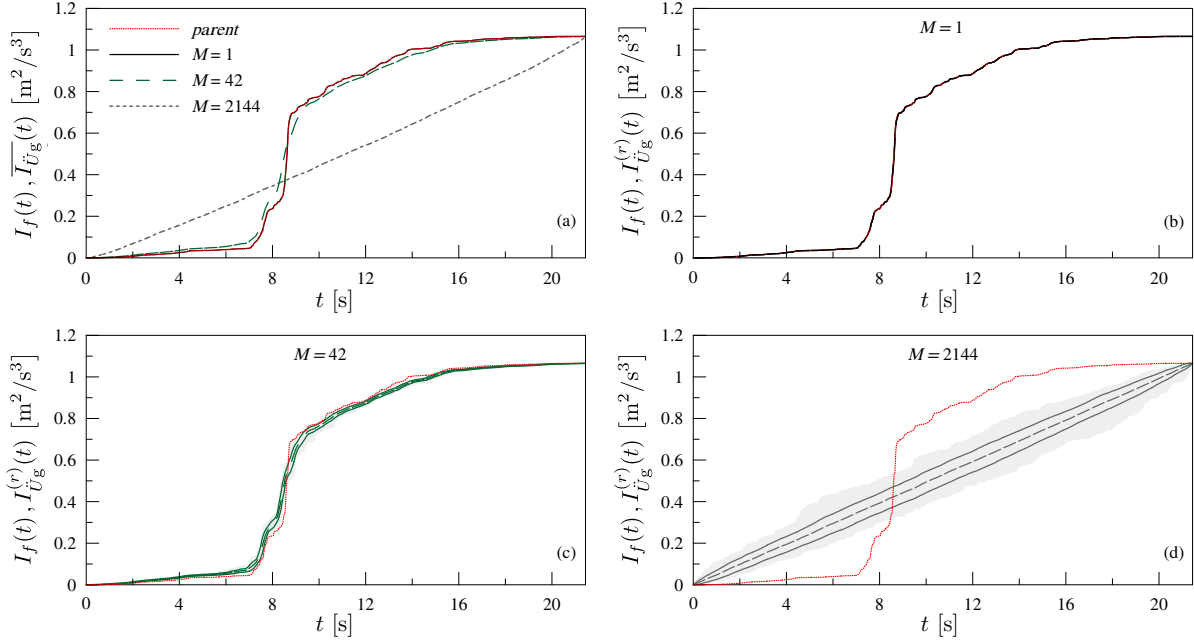 I_f(t), \overline{I_{Ü_g}}(t) [m²/s³]
1.2
1
0.8
0.6
0.4
0.2
0
parent
M = 1
M = 42
M = 2144
(a)
0 4 8 12 16 20
t [s]
I_f(t), I_{Ü_g}^{(r)}(t) [m²/s³]
1.2
1
0.8
0.6
0.4
0.2
0
M = 1
(b)
0 4 8 12 16 20
t [s]
I_f(t), I_{Ü_g}^{(r)}(t) [m²/s³]
1.2
1
0.8
0.6
0.4
0.2
0
M = 42
(c)
0 4 8 12 16 20
t [s]
I_f(t), I_{Ü_g}^{(r)}(t) [m²/s³]
1.2
1
0.8
0.6
0.4
0.2
0
M = 2144
(d)
0 4 8 12 16 20
t [s]